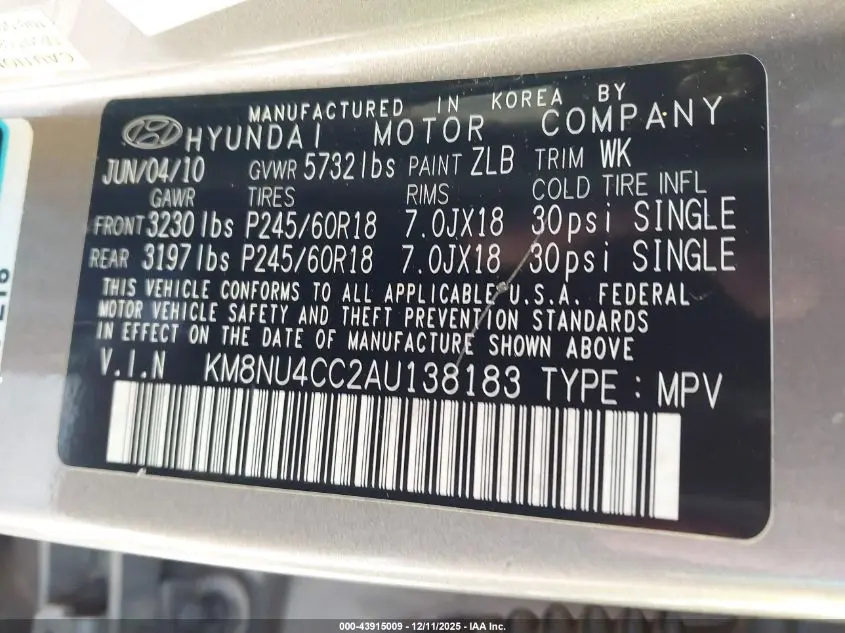 CAUTION
MANUFACTURED IN KOREA BY
HYUNDAI MOTOR COMPANY
JUN/04/10 GVWR 5732lbs PAINT ZLB TRIM WK
GAWR TIRES RIMS COLD TIRE INFL
FRONT 3230lbs P245/60R18 7.0JX18 30psi SINGLE
REAR 3197lbs P245/60R18 7.0JX18 30psi SINGLE
THIS VEHICLE CONFORMS TO ALL APPLICABLE U.S.A. FEDERAL
MOTOR VEHICLE SAFETY AND THEFT PREVENTION STANDARDS
IN EFFECT ON THE DATE OF MANUFACTURE SHOWN ABOVE
V.I.N KM8NU4CC2AU138183 TYPE : MPV
000-43915009 - 12/11/2025 - IAA Inc.